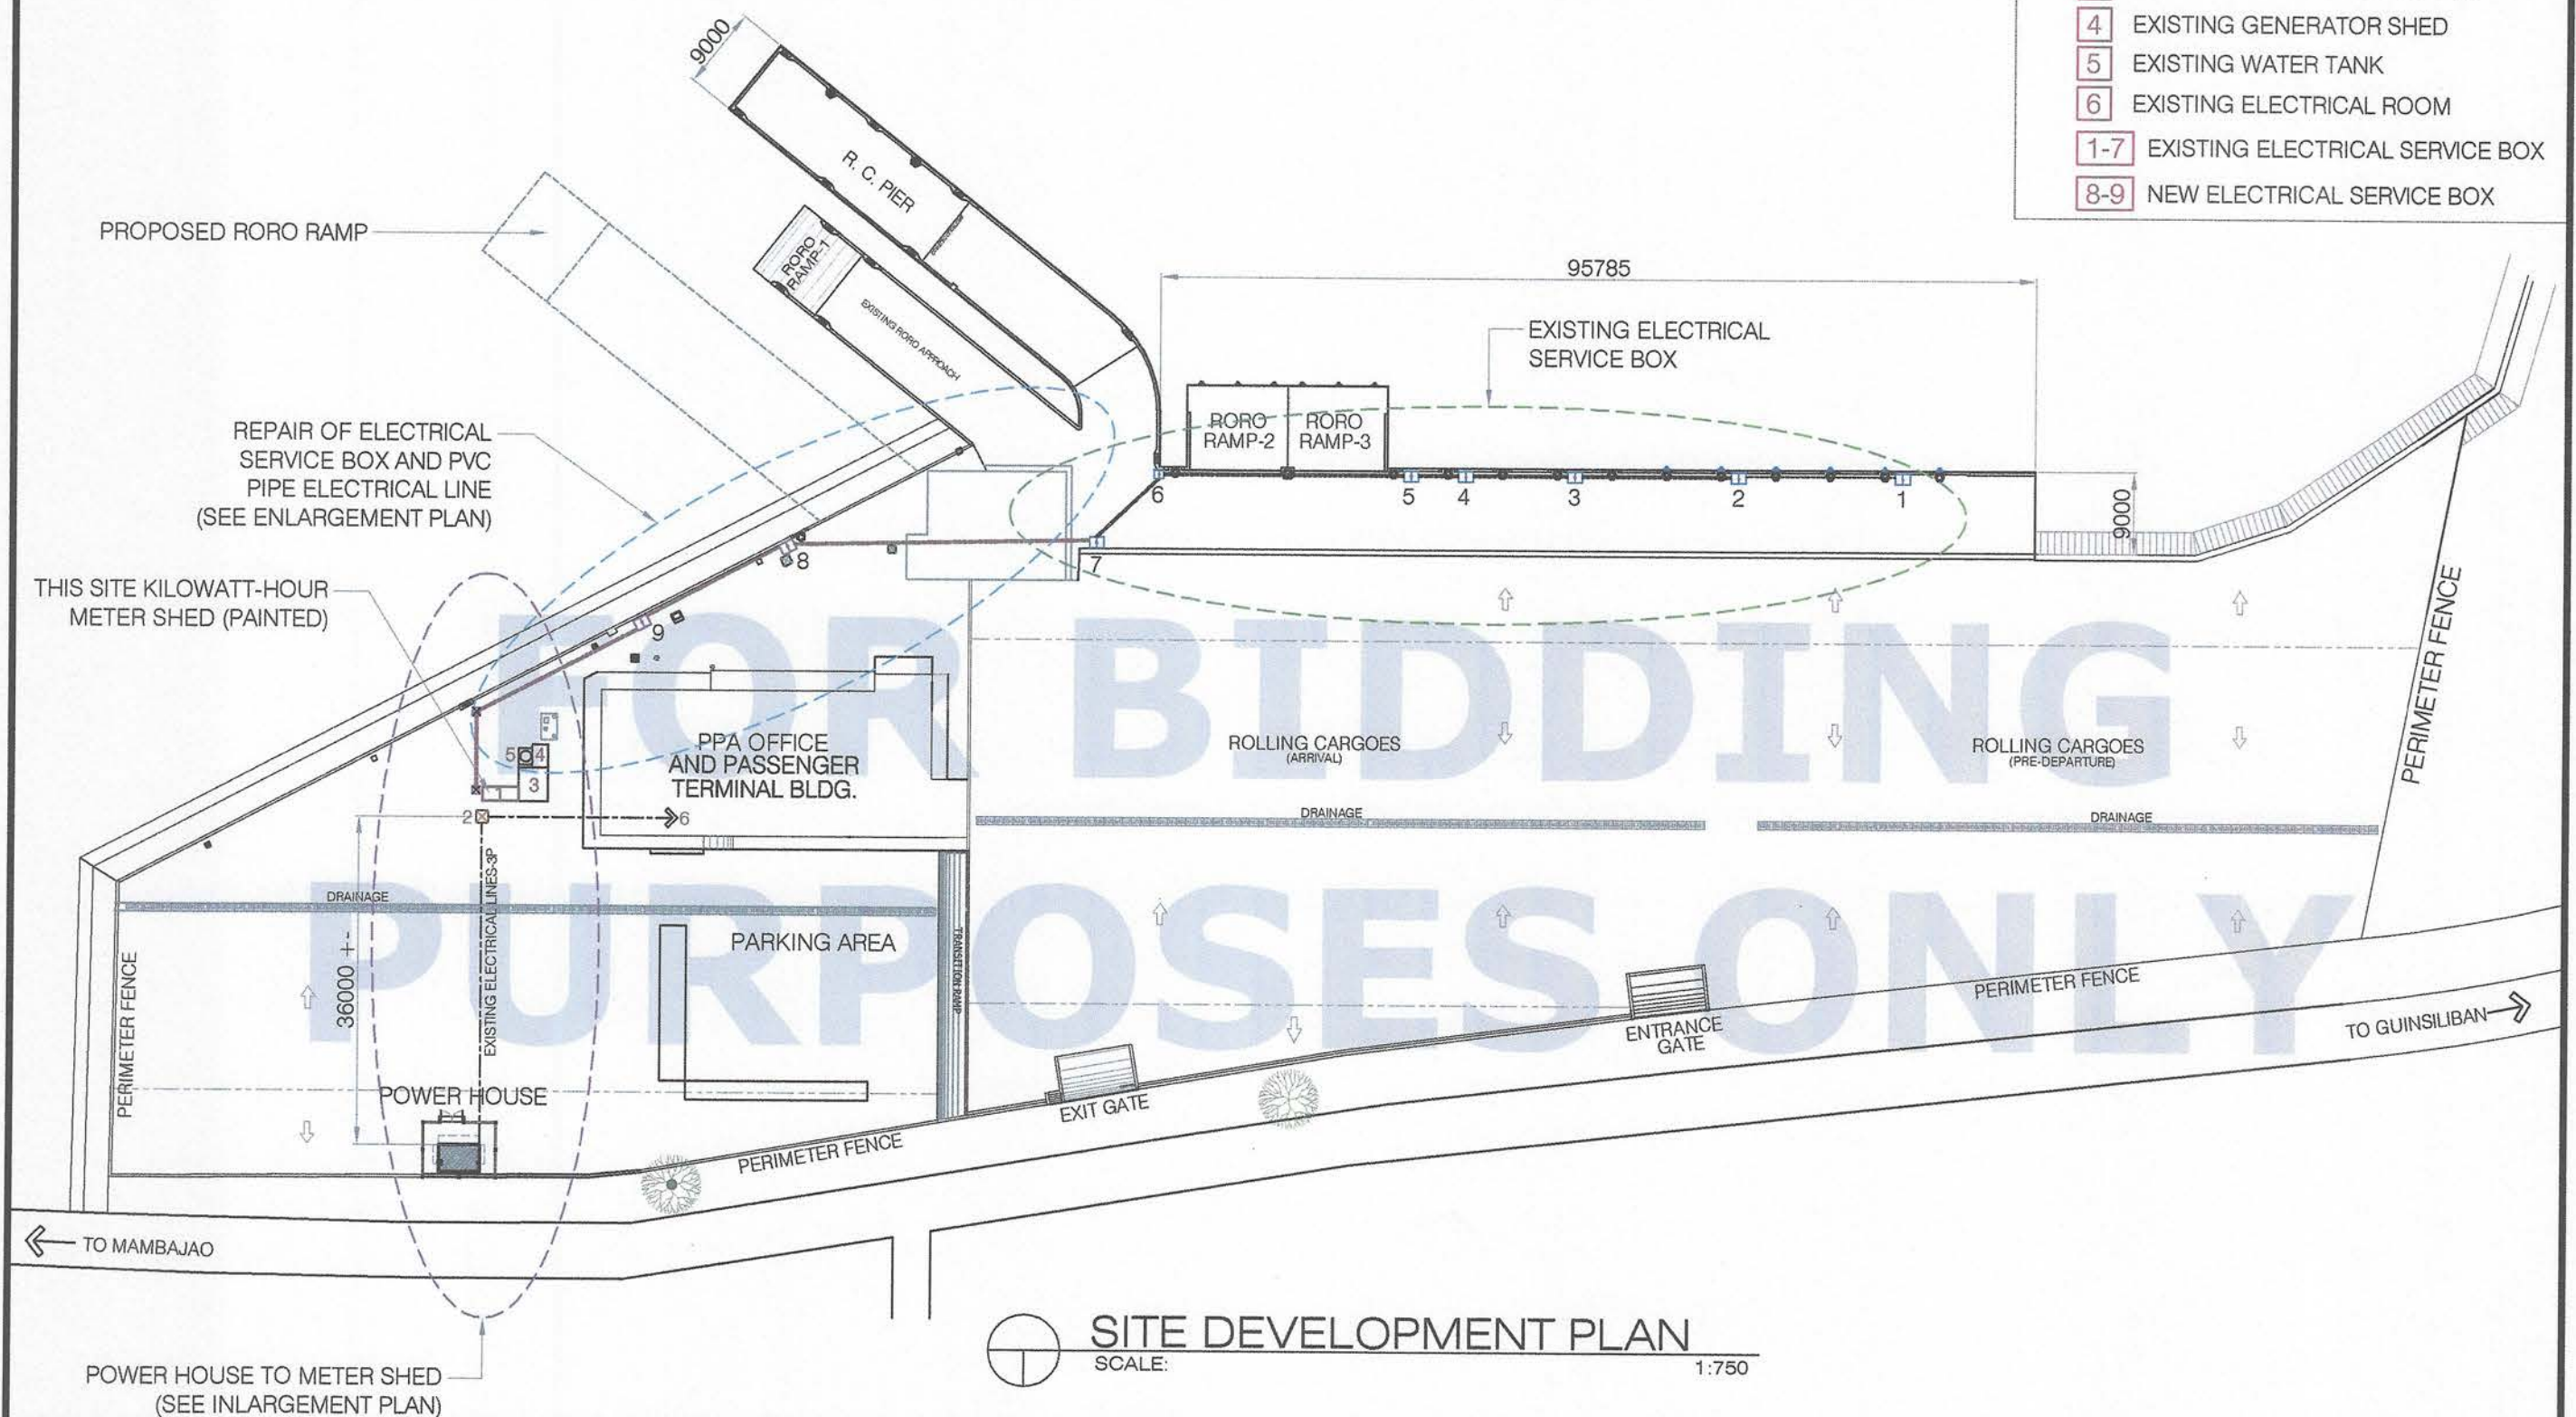 4 EXISTING GENERATOR SHED
5 EXISTING WATER TANK
6 EXISTING ELECTRICAL ROOM
1-7 EXISTING ELECTRICAL SERVICE BOX
8-9 NEW ELECTRICAL SERVICE BOX
9000
R. C. PIER
PROPOSED RORO RAMP
RORO
RAMP-1
EXISTING RORO APPROACH
95785
EXISTING ELECTRICAL
SERVICE BOX
RORO
RAMP-2
RORO
RAMP-3
REPAIR OF ELECTRICAL
SERVICE BOX AND PVC
PIPE ELECTRICAL LINE
(SEE ENLARGEMENT PLAN)
6
5
4
3
2
1
9000
7
8
9
THIS SITE KILOWATT-HOUR
METER SHED (PAINTED)
FOR BIDDING
PURPOSES ONLY
5
4
3
1
2
6
PPA OFFICE
AND PASSENGER
TERMINAL BLDG.
ROLLING CARGOES
(ARRIVAL)
ROLLING CARGOES
(PRE-DEPARTURE)
PERIMETER FENCE
DRAINAGE
DRAINAGE
DRAINAGE
EXISTING ELECTRICAL LINES-3P
36000 +-
PARKING AREA
TRANSITION RAMP
PERIMETER FENCE
POWER HOUSE
PERIMETER FENCE
EXIT GATE
ENTRANCE
GATE
PERIMETER FENCE
TO GUINSILIBAN
TO MAMBAJAO
POWER HOUSE TO METER SHED
(SEE INLARGEMENT PLAN)
SITE DEVELOPMENT PLAN
SCALE: 1:750